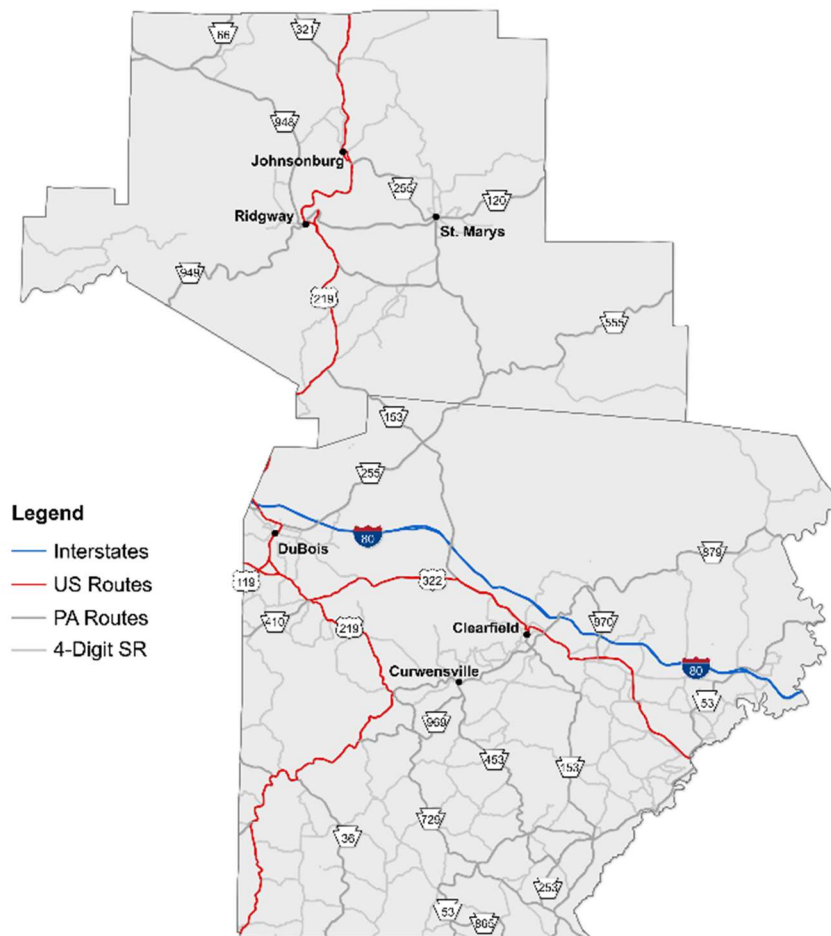 66
321
948
Johnsonburg
255
120
Ridgway
St. Marys
949
219
555
153
255
80
DuBois
879
119
322
410
219
970
Clearfield
80
Curwensville
53
969
453
153
729
36
253
53
865
Legend
Interstates
US Routes
PA Routes
4-Digit SR